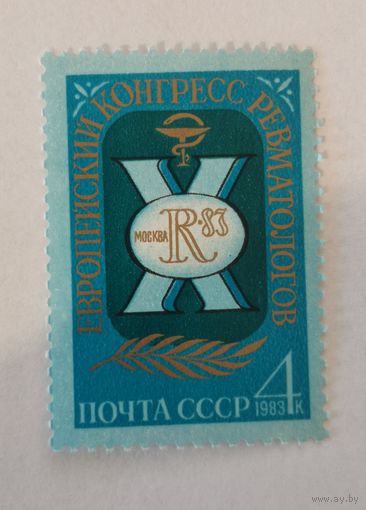 ЕВРОПЕЙСКИЙ КОНГРЕСС РЕВМАТОЛОГОВ
X
МОСКВА R·83
ПОЧТА СССР 4 К
1983
www.ay.by